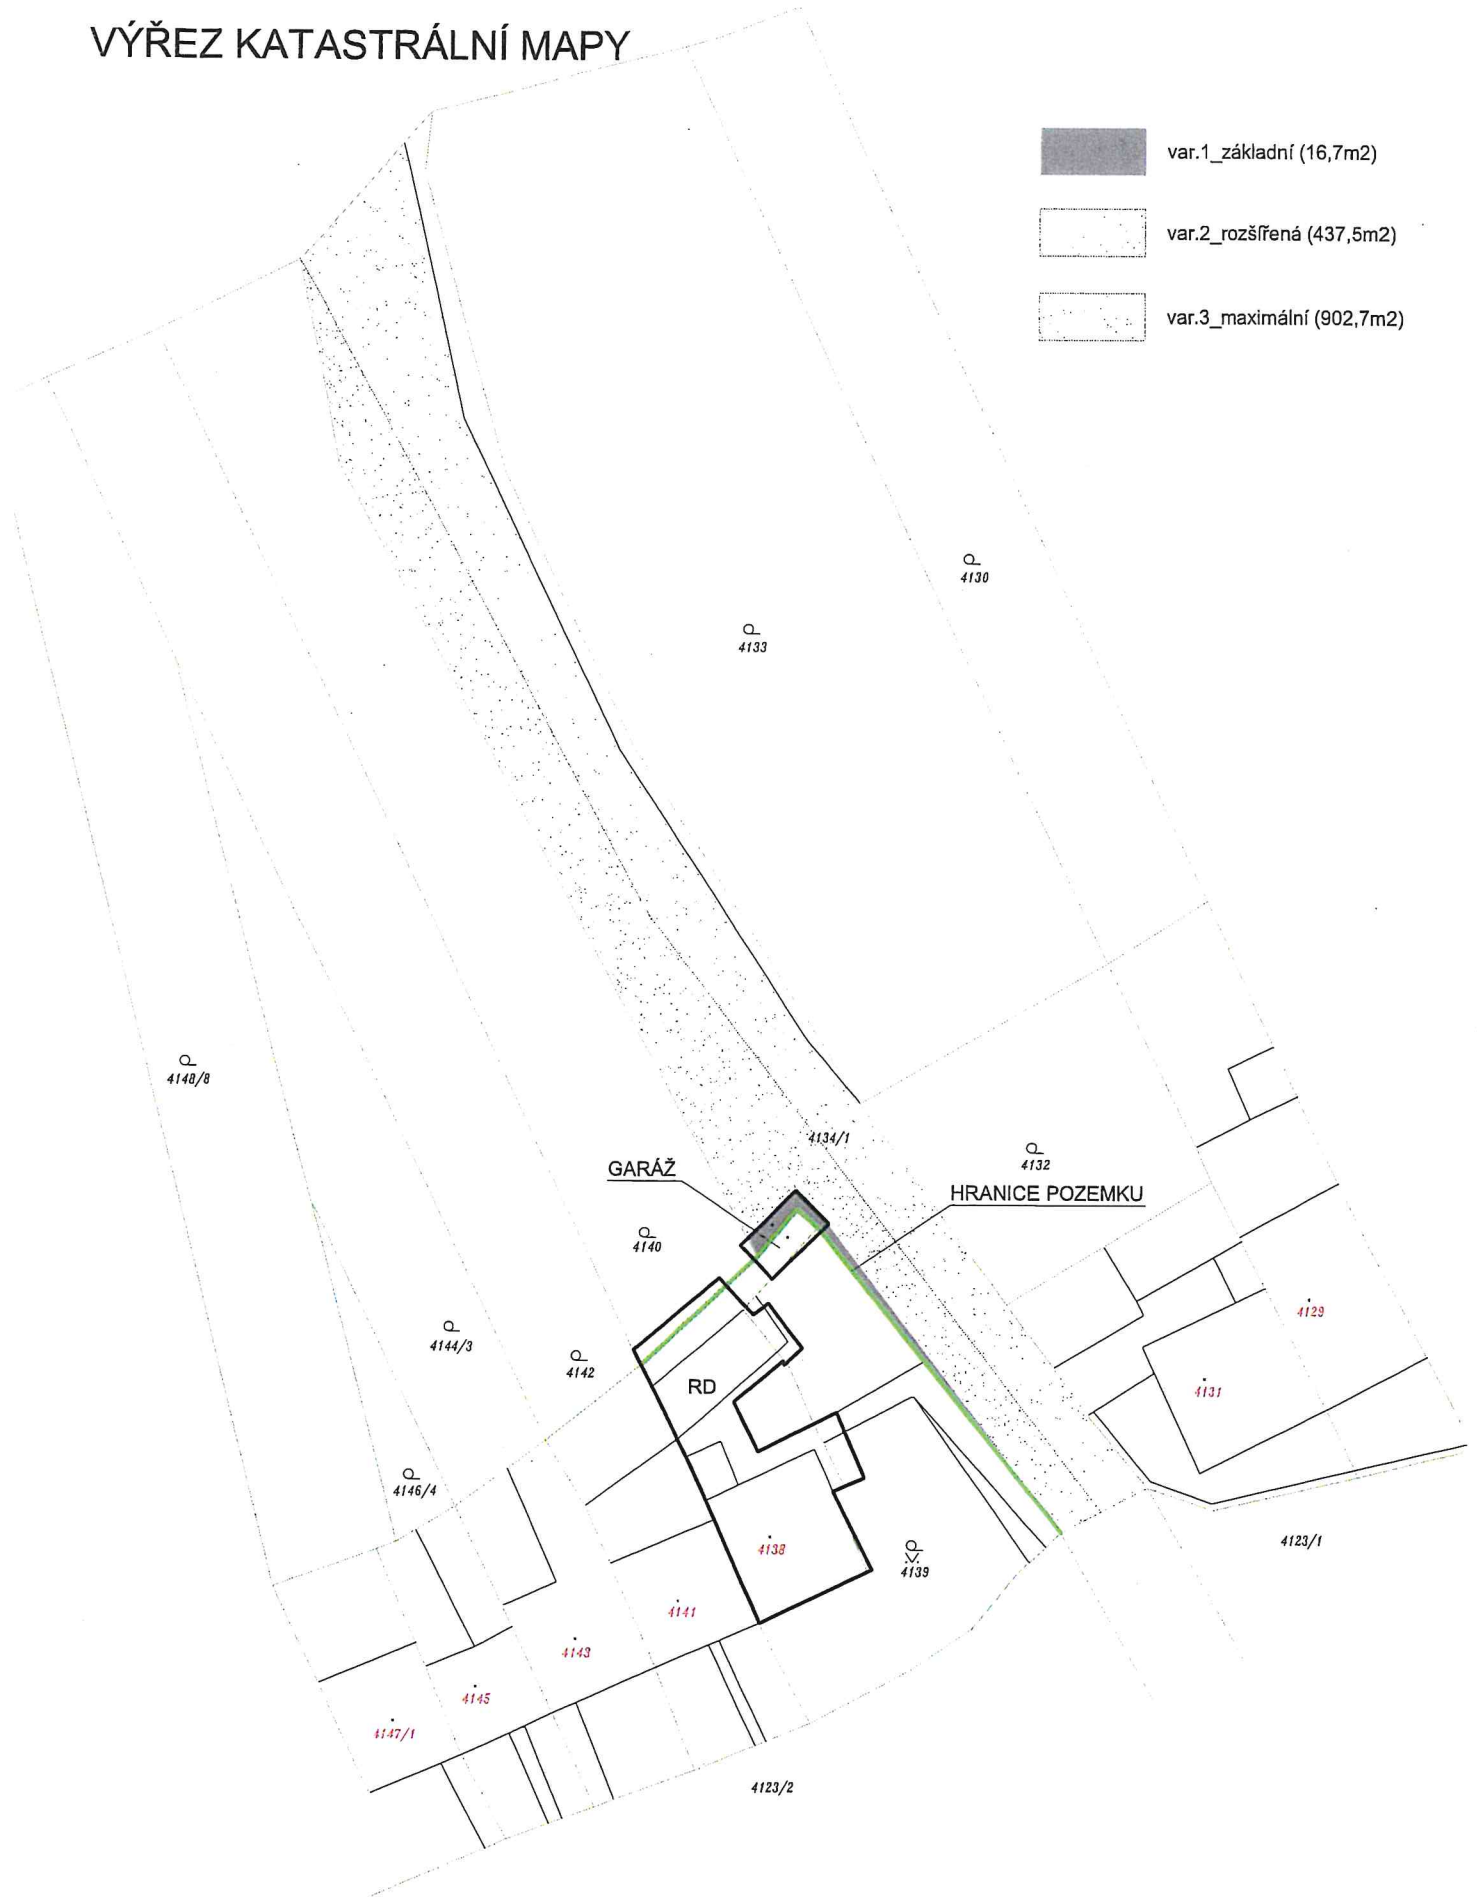 VÝŘEZ KATASTRÁLNÍ MAPY
var.1_základní (16,7m2)
var.2_rozšířená (437,5m2)
var.3_maximální (902,7m2)
4130
4133
4148/8
4134/1
4132
GARÁŽ
HRANICE POZEMKU
4140
4129
4144/3
4142
RD
4131
4146/4
4138
4139
4123/1
4141
4143
4145
4147/1
4123/2